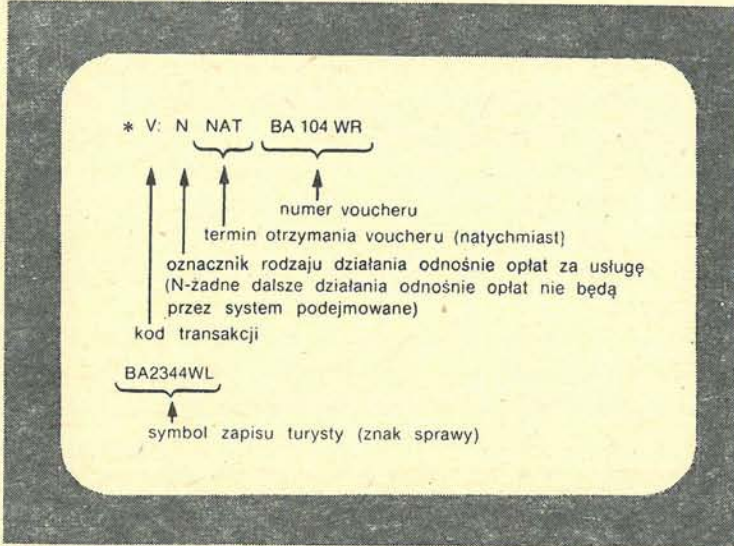 * V: N NAT BA 104 WR
numer voucheru
termin otrzymania voucheru (natychmiast)
oznacznik rodzaju działania odnośnie opłat za usługę
(N-żadne dalsze działania odnośnie opłat nie będą
przez system podejmowane)
kod transakcji
BA2344WL
symbol zapisu turysty (znak sprawy)